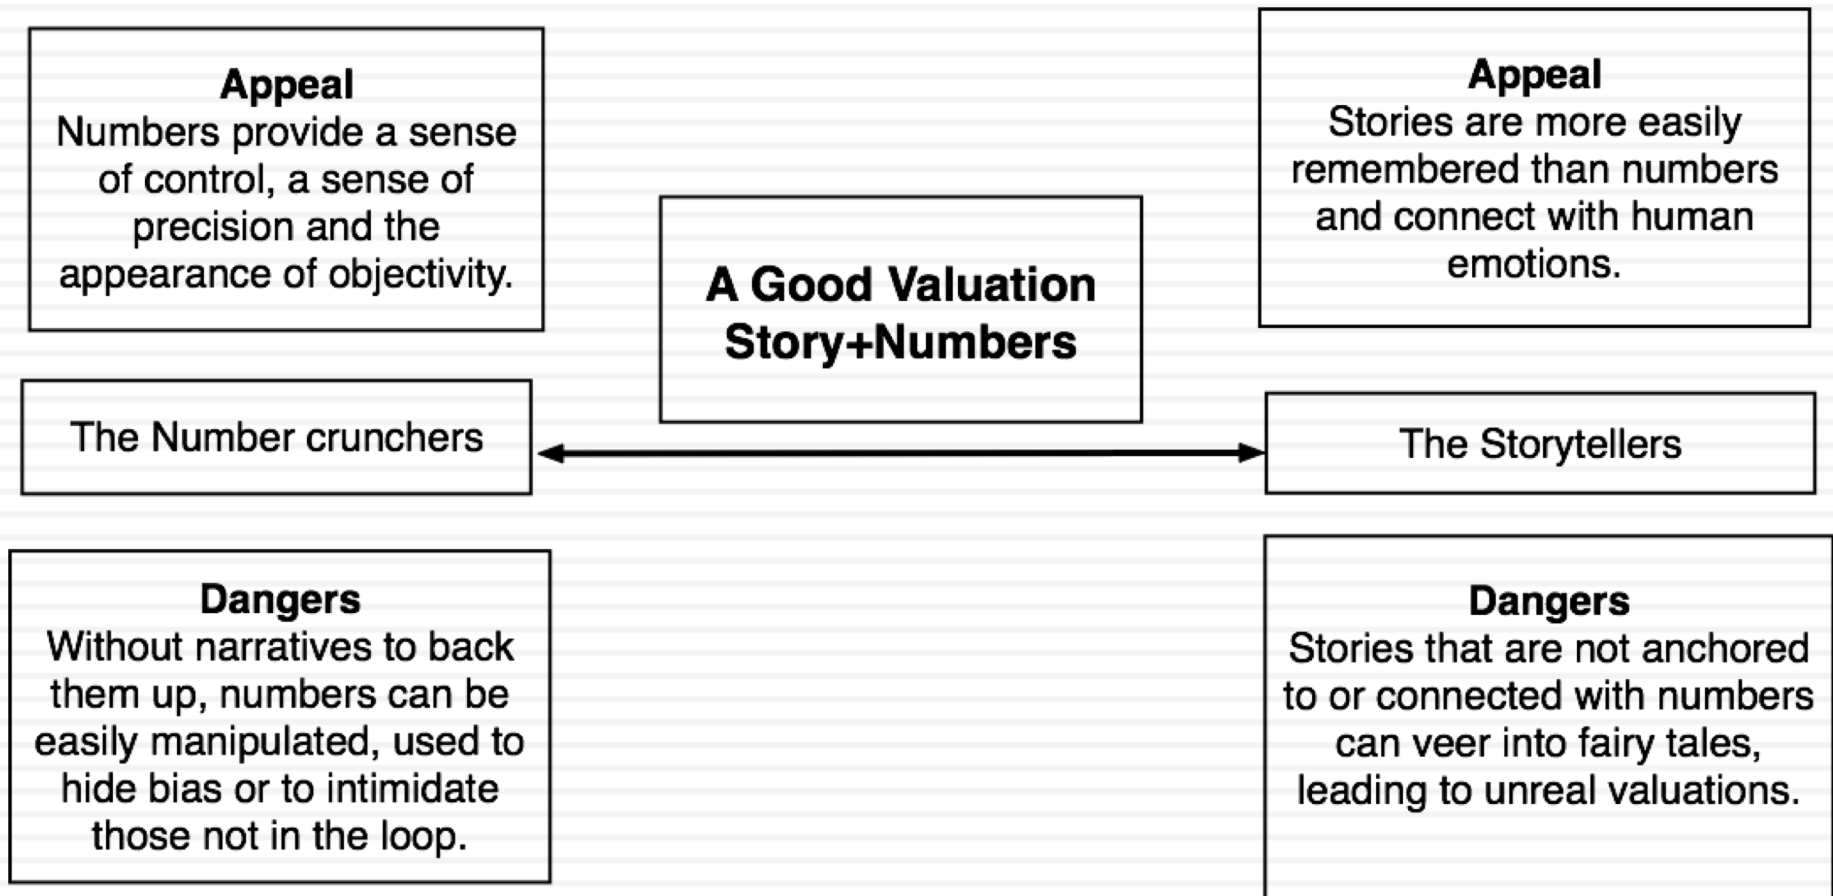 Appeal
Numbers provide a sense
of control, a sense of
precision and the
appearance of objectivity.
The Number crunchers
Dangers
Without narratives to back
them up, numbers can be
easily manipulated, used to
hide bias or to intimidate
those not in the loop.
A Good Valuation
Story+Numbers
Appeal
Stories are more easily
remembered than numbers
and connect with human
emotions.
The Storytellers
Dangers
Stories that are not anchored
to or connected with numbers
can veer into fairy tales,
leading to unreal valuations.